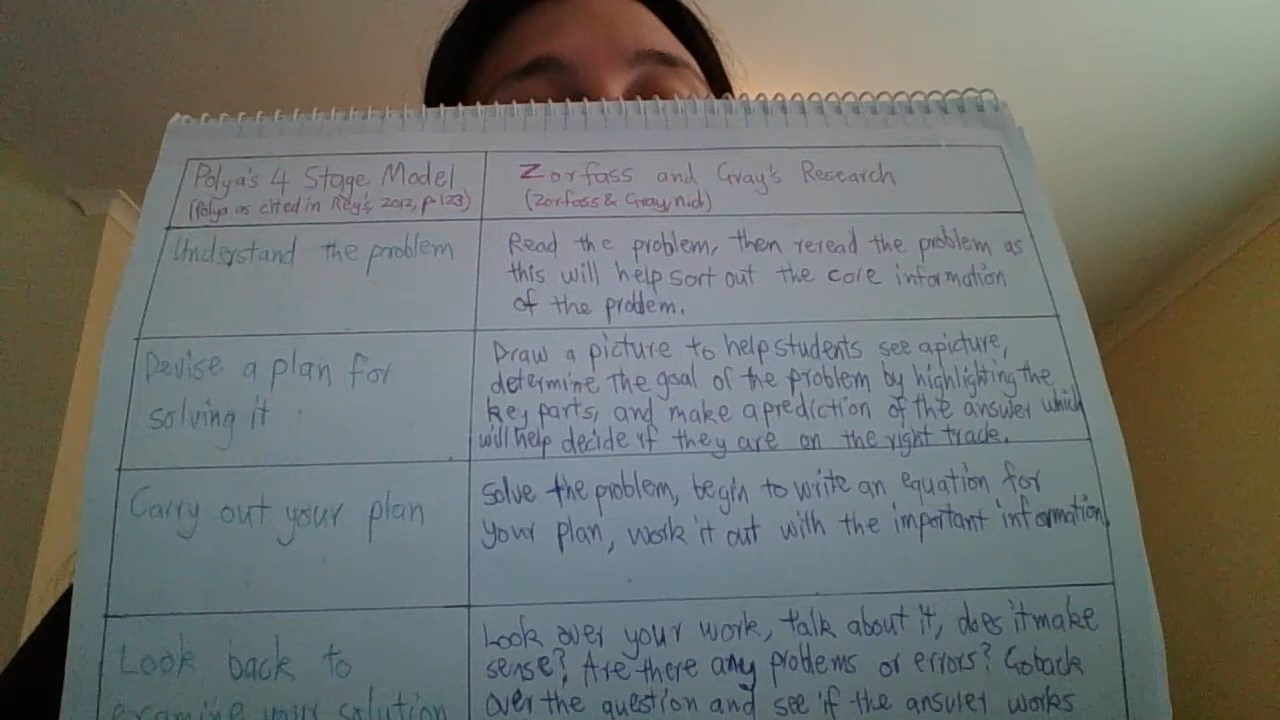 Polya's 4 Stage Model
(Polya as cited in Rey's, 2012, p 123)
Zorfass and Gray's Research
(Zorfass & Gray, n.d)
Understand the problem
Read the problem, then reread the problem as
this will help sort out the core information
of the problem.
Devise a plan for
solving it
Draw a picture to help students see a picture,
determine the goal of the problem by highlighting the
key parts, and make a prediction of the answer which
will help decide if they are on the right trade.
Carry out your plan
Solve the problem, begin to write an equation for
your plan, work it out with the important information.
Look back to
examine your solution
Look over your work, talk about it, does it make
sense? Are there any problems or errors? Go back
over the question and see if the answer works